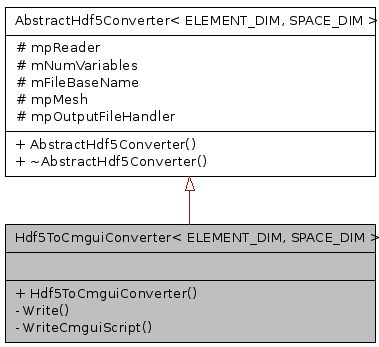 AbstractHdf5Converter< ELEMENT_DIM, SPACE_DIM >
# mpReader
# mNumVariables
# mFileBaseName
# mpMesh
# mpOutputFileHandler
+ AbstractHdf5Converter()
+ ~AbstractHdf5Converter()
Hdf5ToCmguiConverter< ELEMENT_DIM, SPACE_DIM >
+ Hdf5ToCmguiConverter()
- Write()
- WriteCmguiScript()